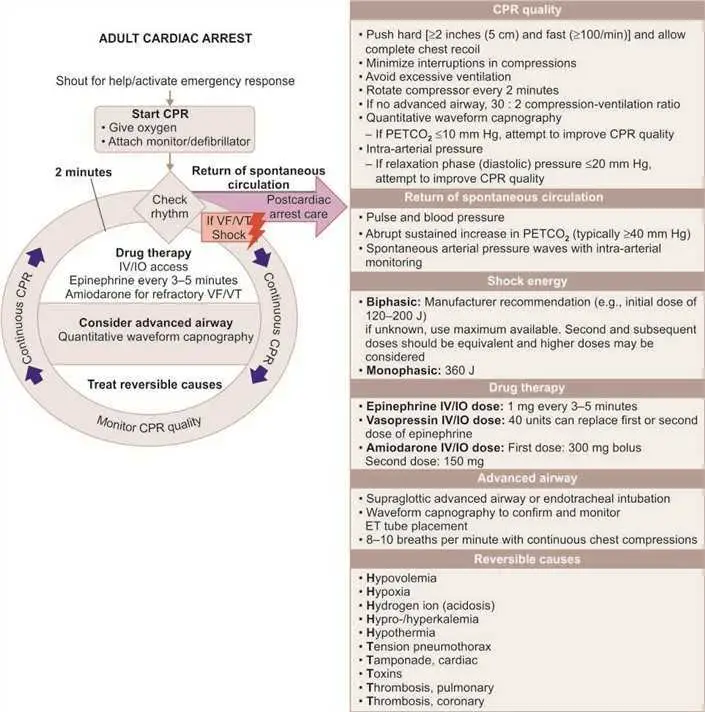 ADULT CARDIAC ARREST
Shout for help/activate emergency response
Start CPR
• Give oxygen
• Attach monitor/defibrillator
2 minutes
Return of spontaneous
circulation
Check
rhythm
Postcardiac
arrest care
If VF/VT
Shock
Drug therapy
IV/IO access
Epinephrine every 3–5 minutes
Amiodarone for refractory VF/VT
Consider advanced airway
Quantitative waveform capnography
Treat reversible causes
Continuous CPR
Continuous CPR
Monitor CPR quality
CPR quality
• Push hard [≥2 inches (5 cm) and fast (≥100/min)] and allow
complete chest recoil
• Minimize interruptions in compressions
• Avoid excessive ventilation
• Rotate compressor every 2 minutes
• If no advanced airway, 30 : 2 compression-ventilation ratio
• Quantitative waveform capnography
– If PETCO2 ≤10 mm Hg, attempt to improve CPR quality
• Intra-arterial pressure
– If relaxation phase (diastolic) pressure ≤20 mm Hg,
attempt to improve CPR quality
Return of spontaneous circulation
• Pulse and blood pressure
• Abrupt sustained increase in PETCO2 (typically ≥40 mm Hg)
• Spontaneous arterial pressure waves with intra-arterial
monitoring
Shock energy
• Biphasic: Manufacturer recommendation (e.g., initial dose of
120–200 J)
if unknown, use maximum available. Second and subsequent
doses should be equivalent and higher doses may be
considered
• Monophasic: 360 J
Drug therapy
• Epinephrine IV/IO dose: 1 mg every 3–5 minutes
• Vasopressin IV/IO dose: 40 units can replace first or second
dose of epinephrine
• Amiodarone IV/IO dose: First dose: 300 mg bolus
Second dose: 150 mg
Advanced airway
• Supraglottic advanced airway or endotracheal intubation
• Waveform capnography to confirm and monitor
ET tube placement
• 8–10 breaths per minute with continuous chest compressions
Reversible causes
• Hypovolemia
• Hypoxia
• Hydrogen ion (acidosis)
• Hypro-/hyperkalemia
• Hypothermia
• Tension pneumothorax
• Tamponade, cardiac
• Toxins
• Thrombosis, pulmonary
• Thrombosis, coronary